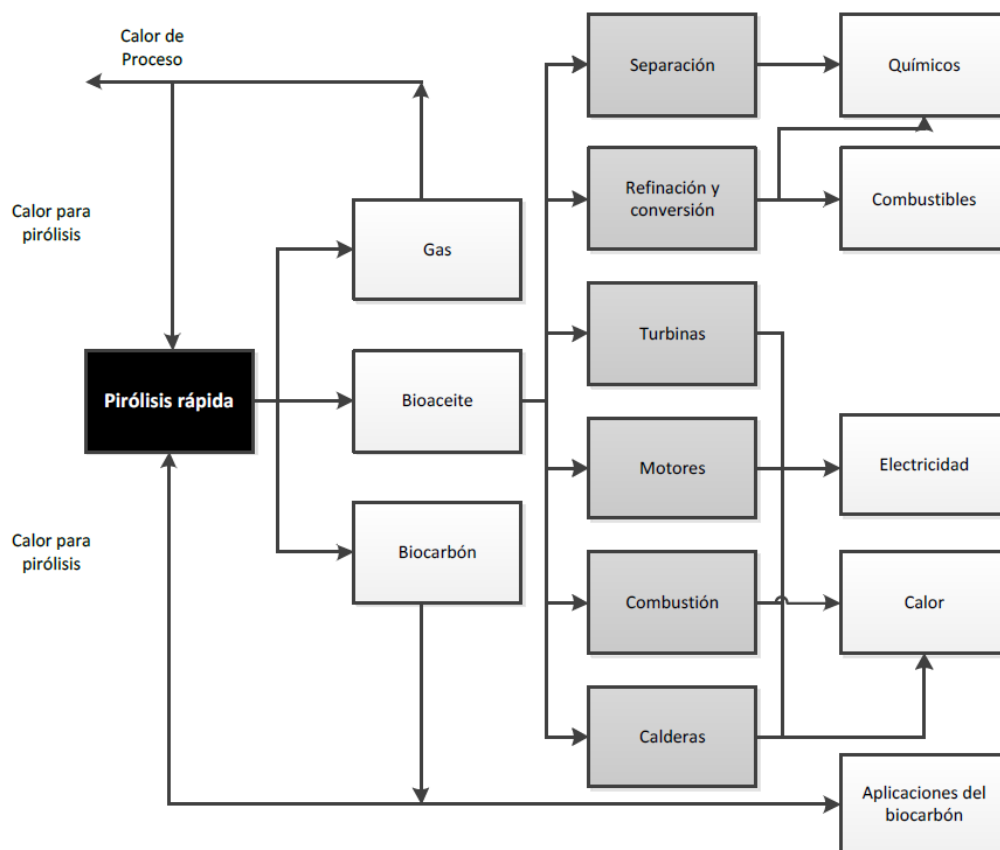 Calor de
Proceso
Separación
Químicos
Calor para
pirólisis
Refinación y
conversión
Combustibles
Gas
Turbinas
Pirólisis rápida
Bioaceite
Motores
Electricidad
Calor para
pirólisis
Biocarbón
Combustión
Calor
Calderas
Aplicaciones del
biocarbón